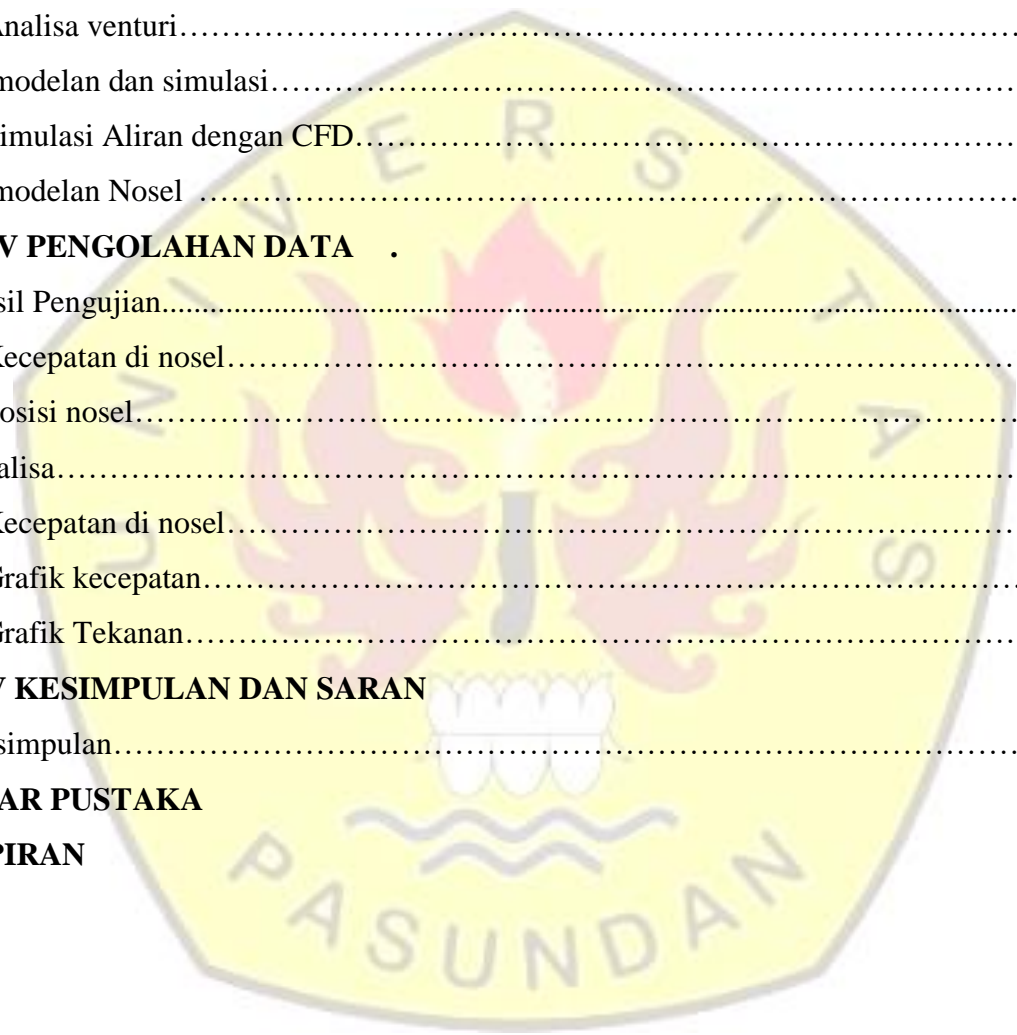 Analisa venturi……………………………………………………………………
modelan dan simulasi……………………………………………………………
imulasi Aliran dengan CFD………………………………………………………
modelan Nosel ……………………………………………………………………
V PENGOLAHAN DATA .
sil Pengujian..........................................................................................................
Kecepatan di nosel…………………………………………………………………
osisi nosel…………………………………………………………………………
alisa…………………………………………………………………………………
Kecepatan di nosel…………………………………………………………………
Grafik kecepatan……………………………………………………………………
Grafik Tekanan………………………………………………………………………
V KESIMPULAN DAN SARAN
simpulan……………………………………………………………………………
AR PUSTAKA
PIRAN
UNIVERSITAS
PASUNDAN